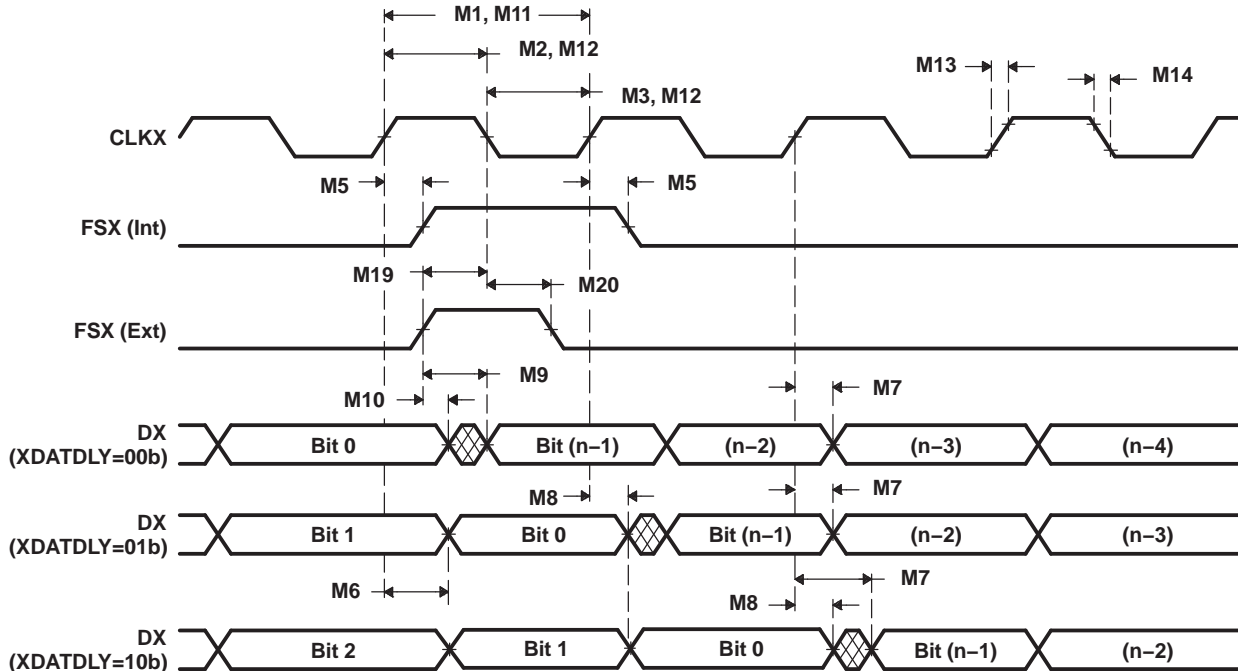 M1, M11
M2, M12
M13
M14
M3, M12
CLKX
M5
M5
FSX (Int)
M19
M20
FSX (Ext)
M9
M7
M10
DX
(XDATDLY=00b)
Bit 0
Bit (n–1)
(n–2)
(n–3)
(n–4)
M8
M7
DX
(XDATDLY=01b)
Bit 1
Bit 0
Bit (n–1)
(n–2)
(n–3)
M6
M7
M8
DX
(XDATDLY=10b)
Bit 2
Bit 1
Bit 0
Bit (n–1)
(n–2)